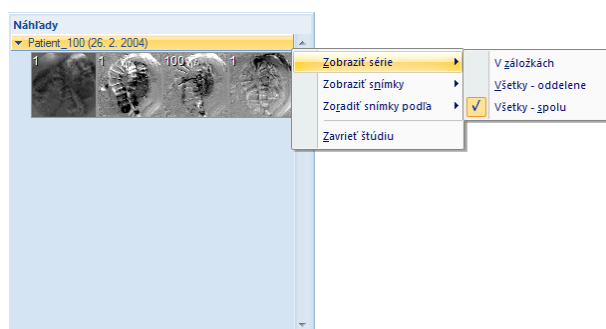 Náhľady
Patient_100 (26. 2. 2004)
1 1 100 1
Zobraziť série
Zobraziť snímky
Zoradiť snímky podľa
Zavrieť štúdiu
V záložkách
Všetky - oddelene
Všetky - spolu